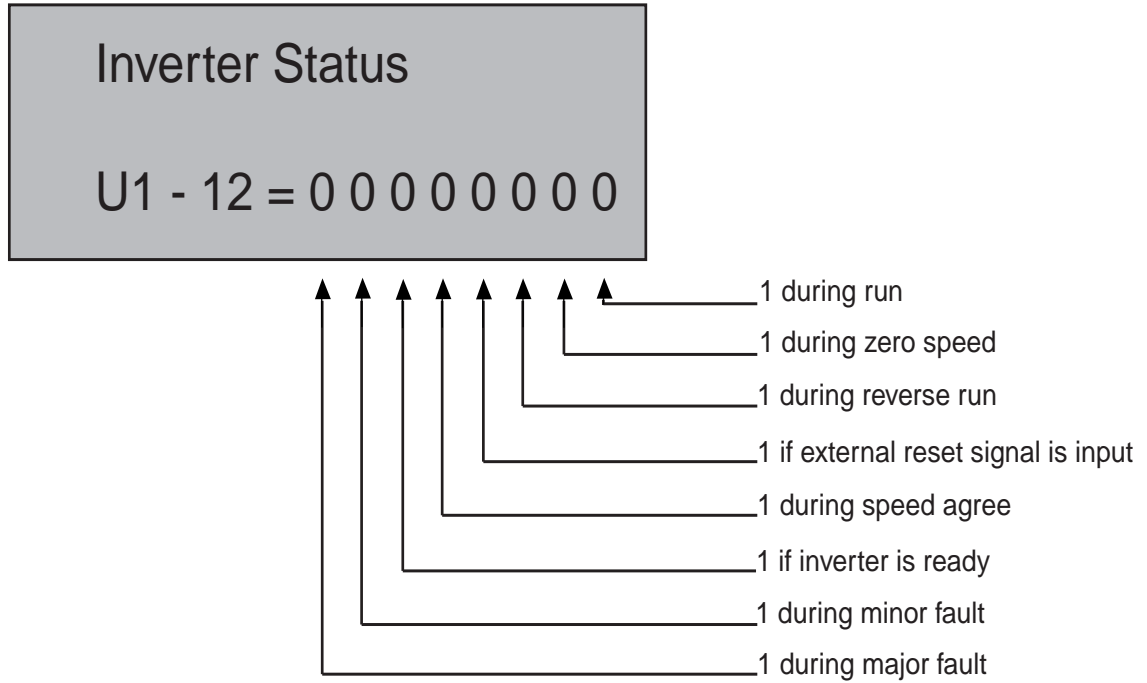 Inverter Status
U1 - 12 = 0 0 0 0 0 0 0 0
1 during run
1 during zero speed
1 during reverse run
1 if external reset signal is input
1 during speed agree
1 if inverter is ready
1 during minor fault
1 during major fault